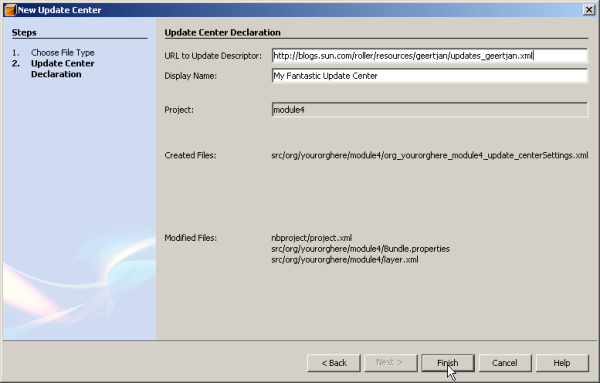 New Update Center
Steps
1. Choose File Type
2. Update Center
Declaration
Update Center Declaration
URL to Update Descriptor: http://blogs.sun.com/roller/resources/geertjan/updates_geertjan.xml
Display Name: My Fantastic Update Center
Project: module4
Created Files: src/org/yourorghere/module4/org_yourorghere_module4_update_centerSettings.xml
Modified Files: nbproject/project.xml
src/org/yourorghere/module4/Bundle.properties
src/org/yourorghere/module4/layer.xml
< Back Next > Finish Cancel Help